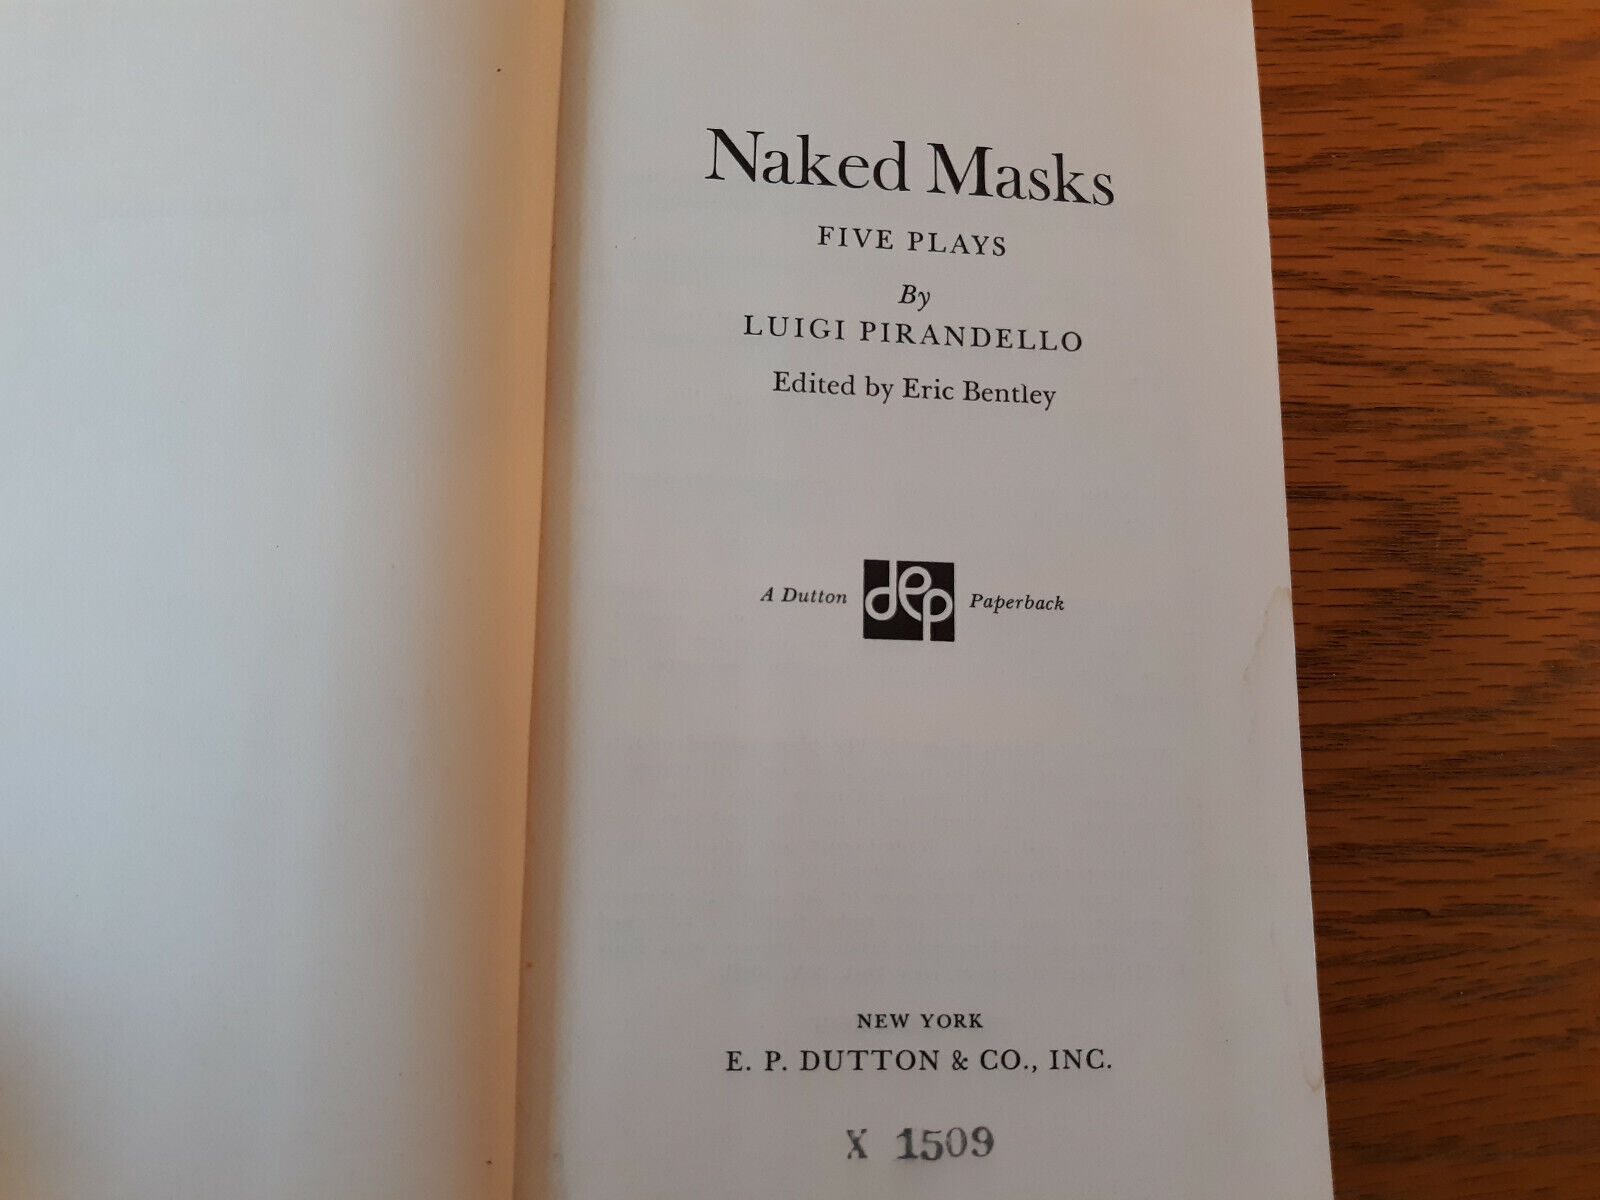 Naked Masks
FIVE PLAYS
By
LUIGI PIRANDELLO
Edited by Eric Bentley
A Dutton dep Paperback
NEW YORK
E. P. DUTTON & CO., INC.
X 1509